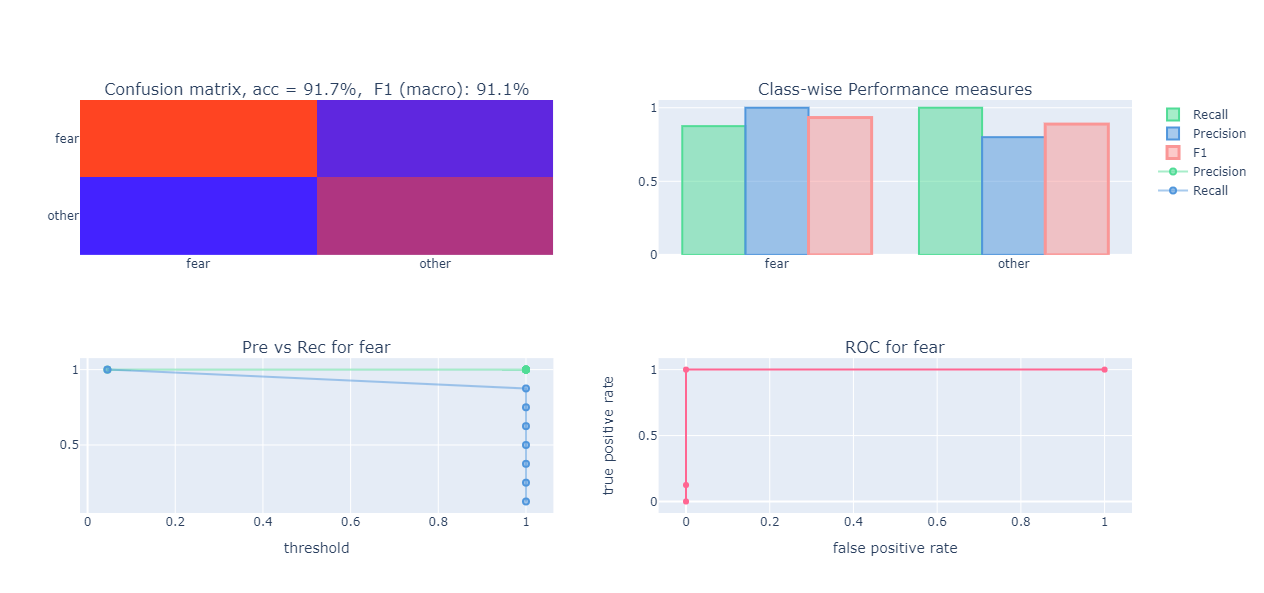 Confusion matrix, acc = 91.7%,  F1 (macro): 91.1%
fear
other
fear
other
Class-wise Performance measures
1
0.5
0
fear
other
Recall
Precision
F1
Precision
Recall
Pre vs Rec for fear
1
0.5
0
0.2
0.4
0.6
0.8
1
threshold
ROC for fear
true positive rate
1
0.5
0
0
0.2
0.4
0.6
0.8
1
false positive rate